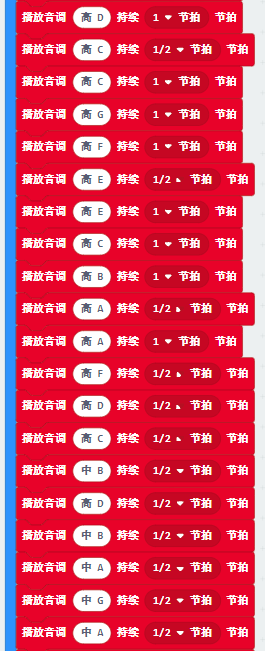 播放音调 高 D 持续 1 节拍 节拍
播放音调 高 C 持续 1/2 节拍 节拍
播放音调 高 C 持续 1 节拍 节拍
播放音调 高 G 持续 1 节拍 节拍
播放音调 高 F 持续 1 节拍 节拍
播放音调 高 E 持续 1/2 节拍 节拍
播放音调 高 E 持续 1 节拍 节拍
播放音调 高 C 持续 1 节拍 节拍
播放音调 高 B 持续 1 节拍 节拍
播放音调 高 A 持续 1/2 节拍 节拍
播放音调 高 A 持续 1 节拍 节拍
播放音调 高 F 持续 1/2 节拍 节拍
播放音调 高 D 持续 1/2 节拍 节拍
播放音调 高 C 持续 1/2 节拍 节拍
播放音调 中 B 持续 1/2 节拍 节拍
播放音调 高 D 持续 1/2 节拍 节拍
播放音调 中 B 持续 1/2 节拍 节拍
播放音调 中 A 持续 1/2 节拍 节拍
播放音调 中 G 持续 1/2 节拍 节拍
播放音调 中 A 持续 1/2 节拍 节拍